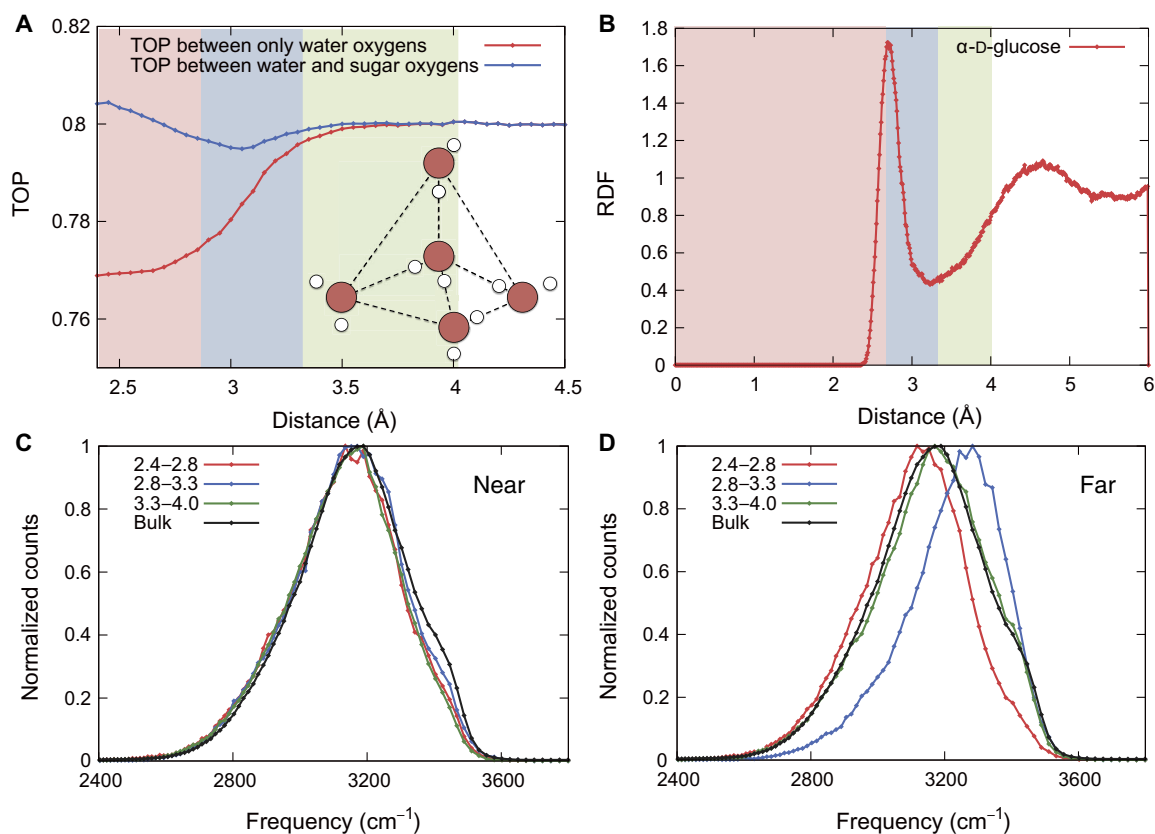 A
0.82
TOP between only water oxygens
TOP between water and sugar oxygens
0.8
0.78
0.76
TOP
2.5
3
3.5
4
4.5
Distance (Å)
B
1.8
1.6
1.4
1.2
1.0
0.8
0.6
0.4
0.2
0
RDF
α-D-glucose
0
1
2
3
4
5
6
Distance (Å)
C
1
0.8
0.6
0.4
0.2
0
Normalized counts
2.4–2.8
2.8–3.3
3.3–4.0
Bulk
Near
2400
2800
3200
3600
Frequency (cm⁻¹)
D
1
0.8
0.6
0.4
0.2
0
Normalized counts
2.4–2.8
2.8–3.3
3.3–4.0
Bulk
Far
2400
2800
3200
3600
Frequency (cm⁻¹)